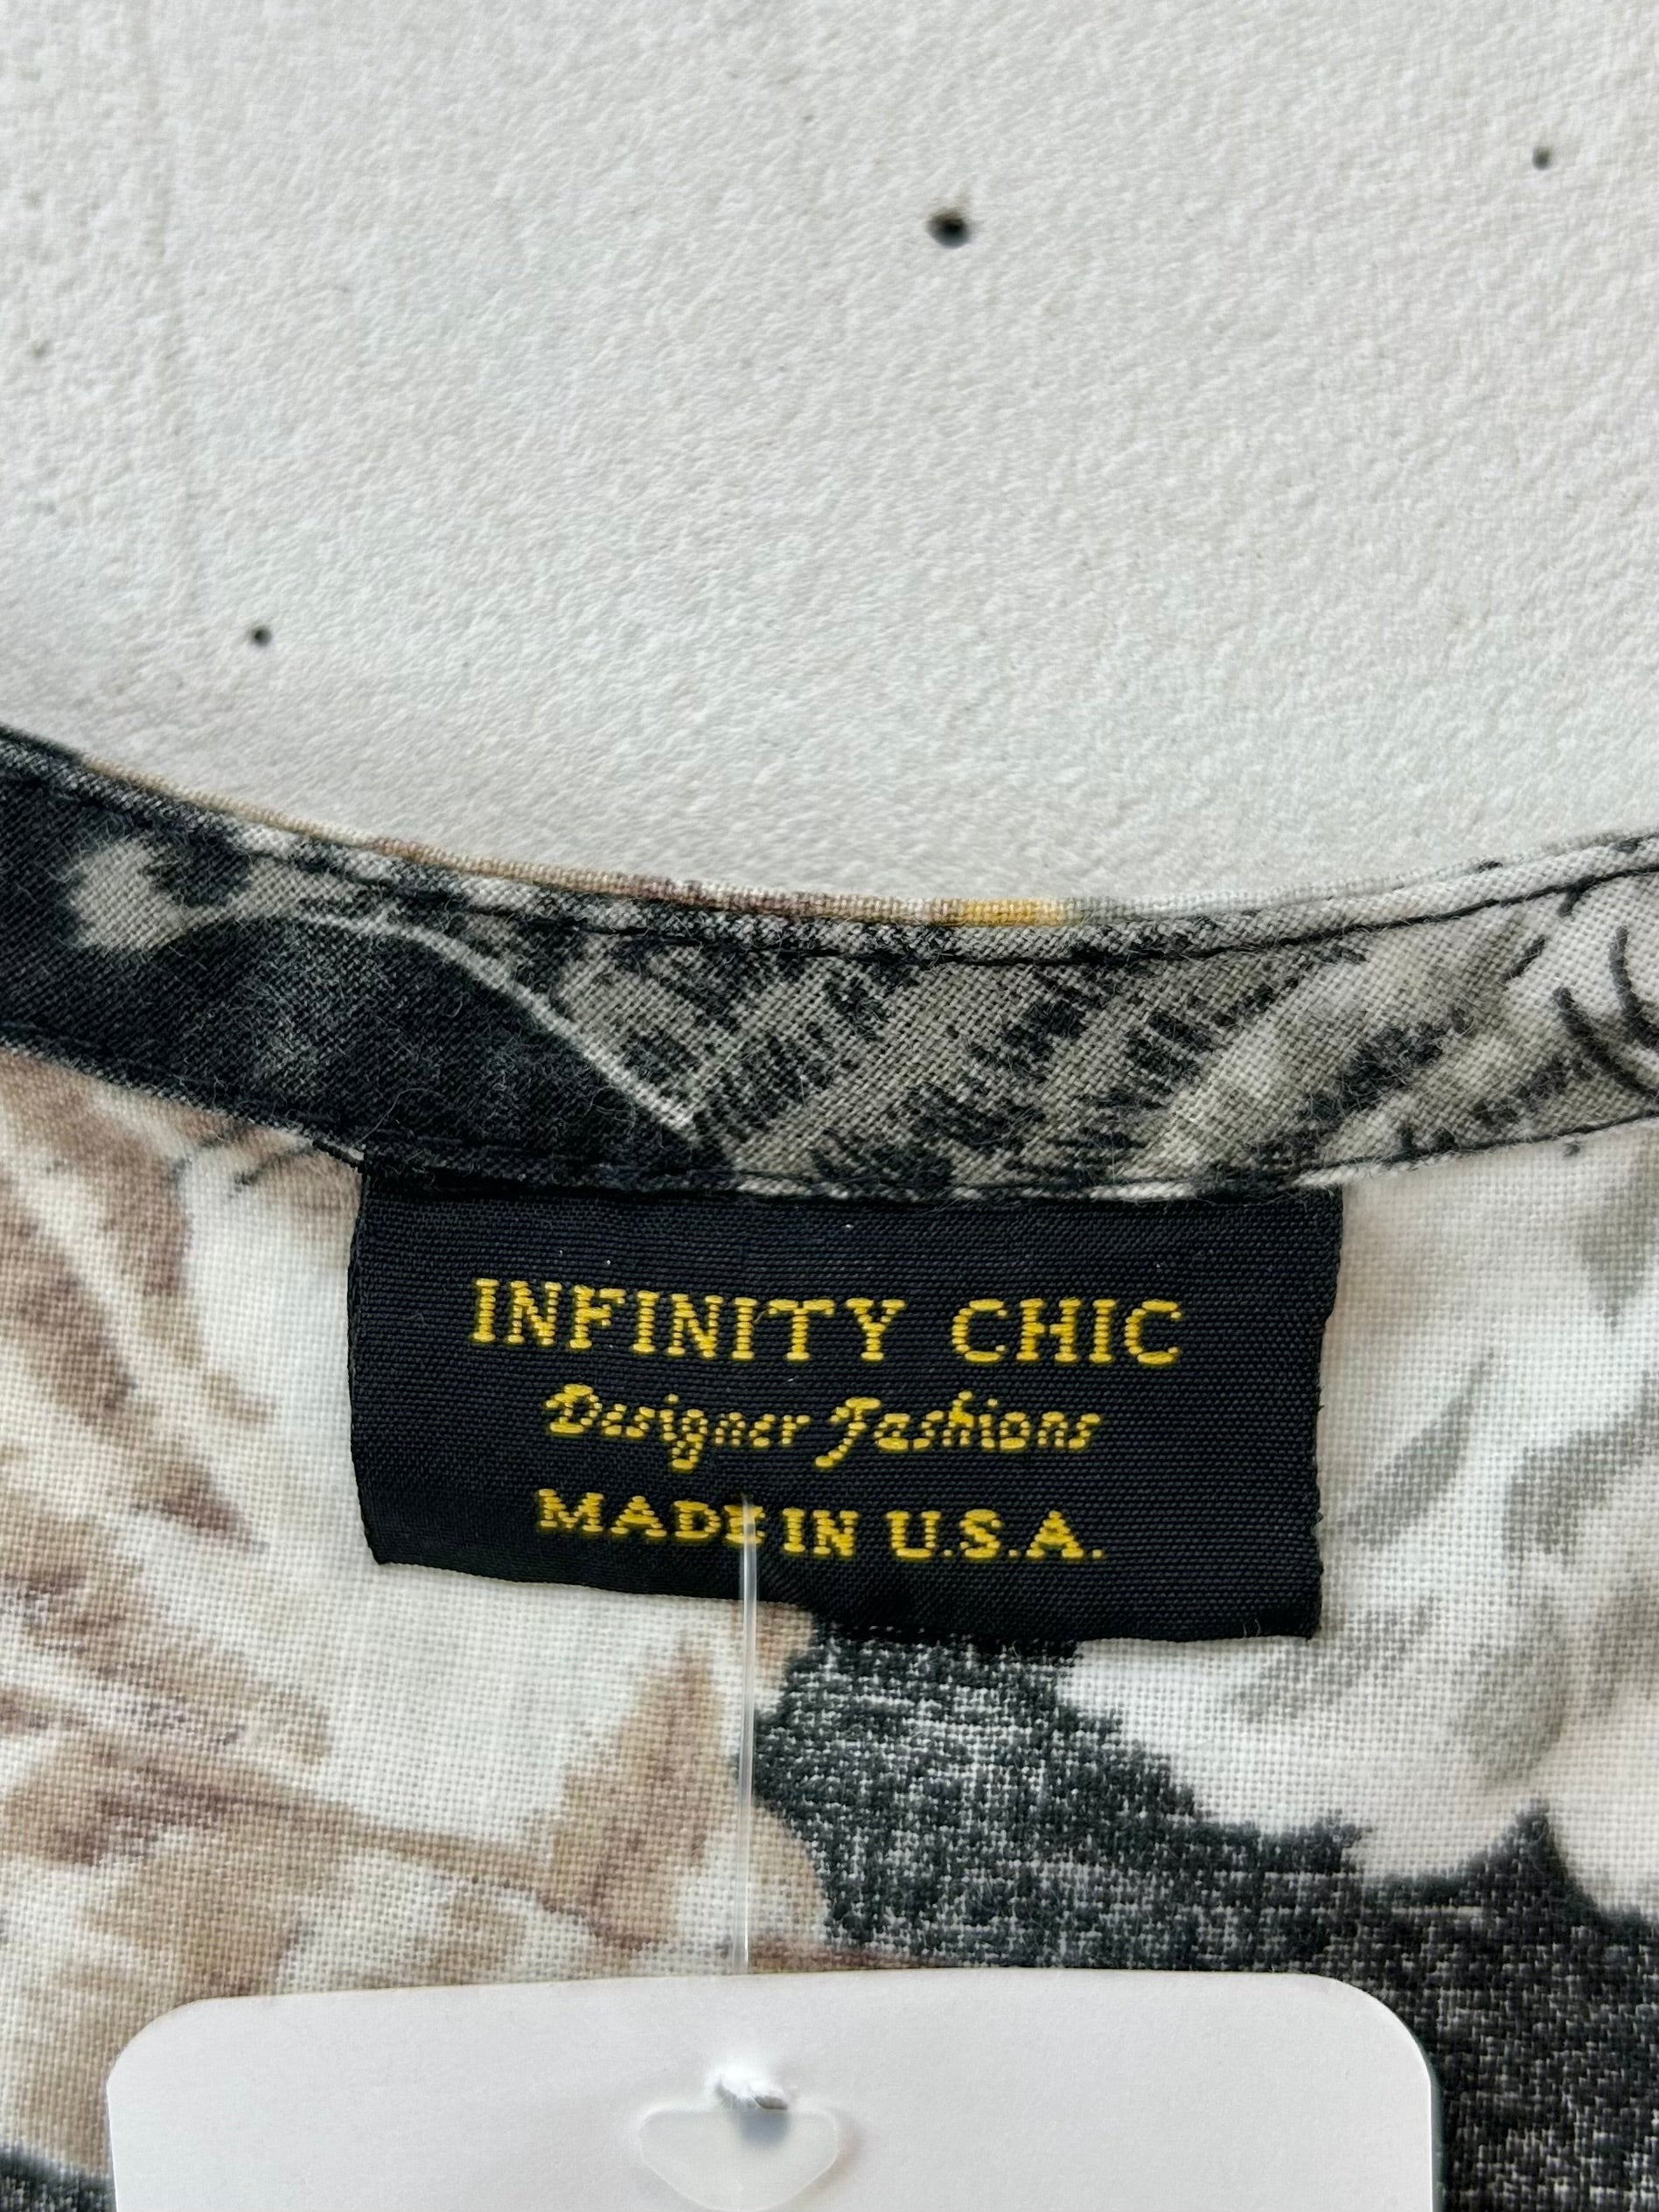 INFINITY CHIC
Designer Fashions
MADE IN U.S.A.